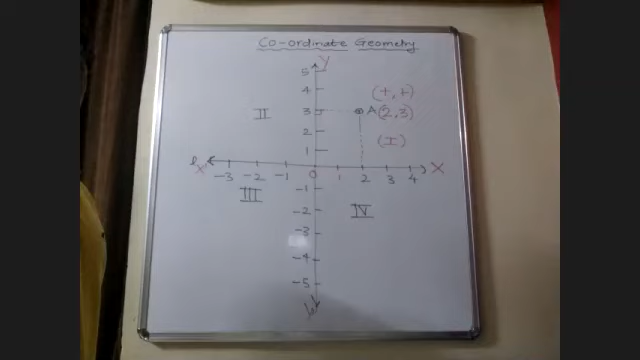 Co-ordinate Geometry
Y
5
4
(+,+)
3
A(2,3)
II
2
(I)
1
X'
-3 -2 -1 0 1 2 3 4
X
-1
III
IV
-2
-3
-4
-5